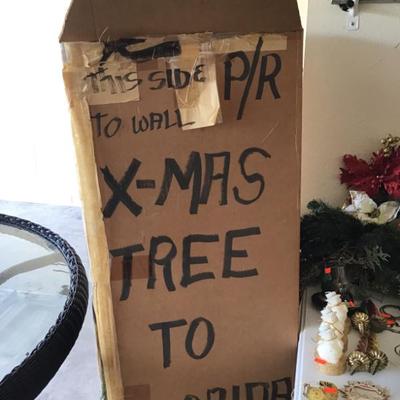 THIS SIDE P/R
TO WALL
X-MAS
TREE
TO